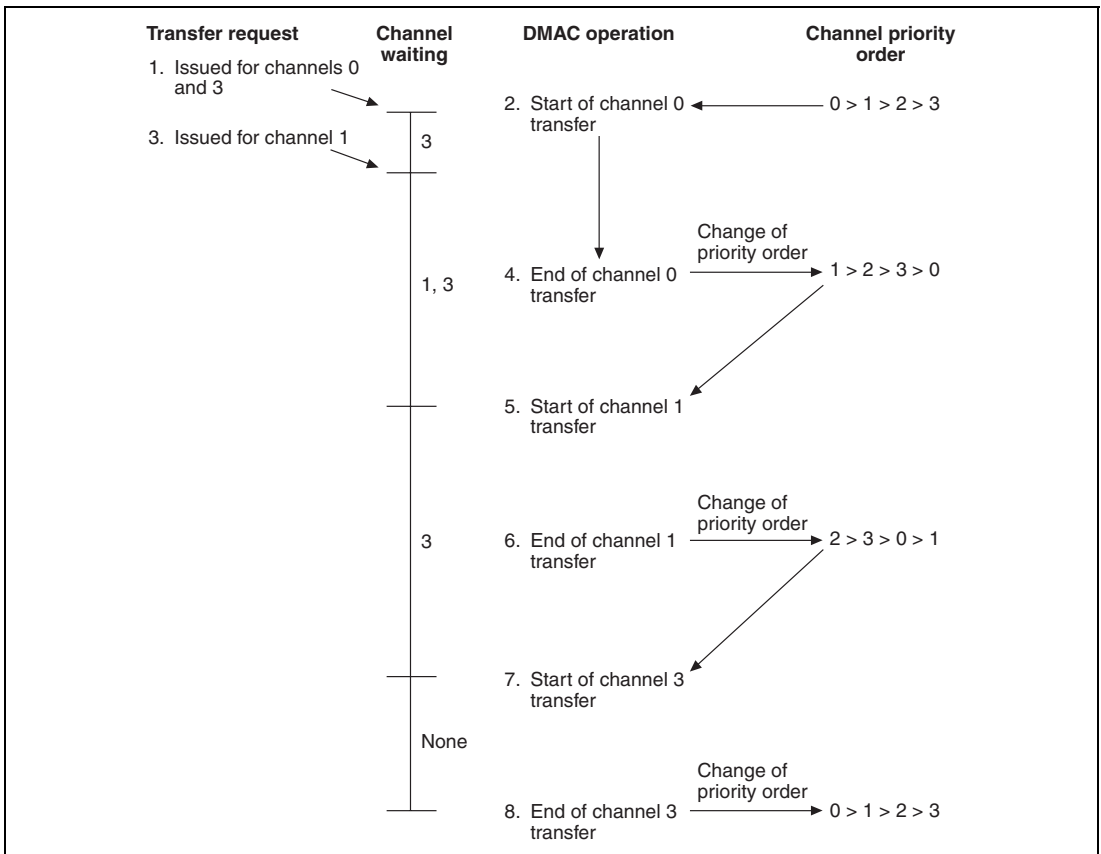 Transfer request
Channel
waiting
DMAC operation
Channel priority
order
1. Issued for channels 0
and 3
2. Start of channel 0
transfer
0 > 1 > 2 > 3
3. Issued for channel 1
3
Change of
priority order
1, 3
4. End of channel 0
transfer
1 > 2 > 3 > 0
5. Start of channel 1
transfer
Change of
priority order
3
6. End of channel 1
transfer
2 > 3 > 0 > 1
7. Start of channel 3
transfer
None
Change of
priority order
8. End of channel 3
transfer
0 > 1 > 2 > 3